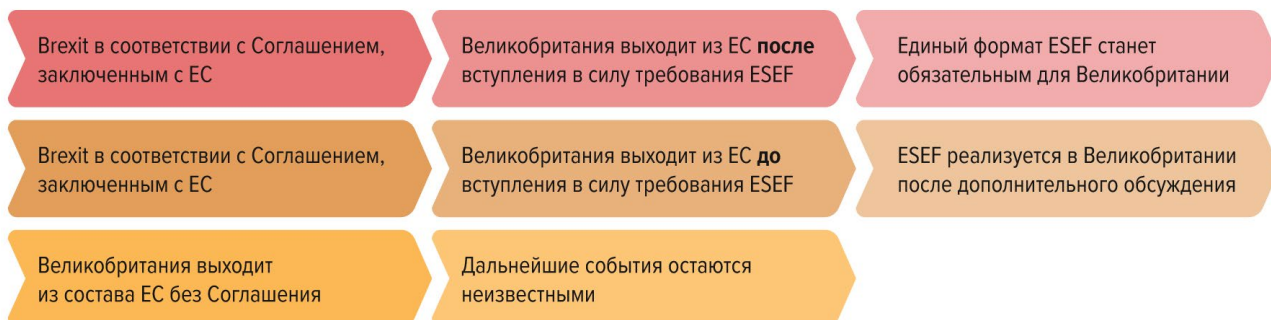 Brexit в соответствии с Соглашением,
заключенным с ЕС
Великобритания выходит из ЕС после
вступления в силу требования ESEF
Единый формат ESEF станет
обязательным для Великобритании
Brexit в соответствии с Соглашением,
заключенным с ЕС
Великобритания выходит из ЕС до
вступления в силу требования ESEF
ESEF реализуется в Великобритании
после дополнительного обсуждения
Великобритания выходит
из состава ЕС без Соглашения
Дальнейшие события остаются
неизвестными